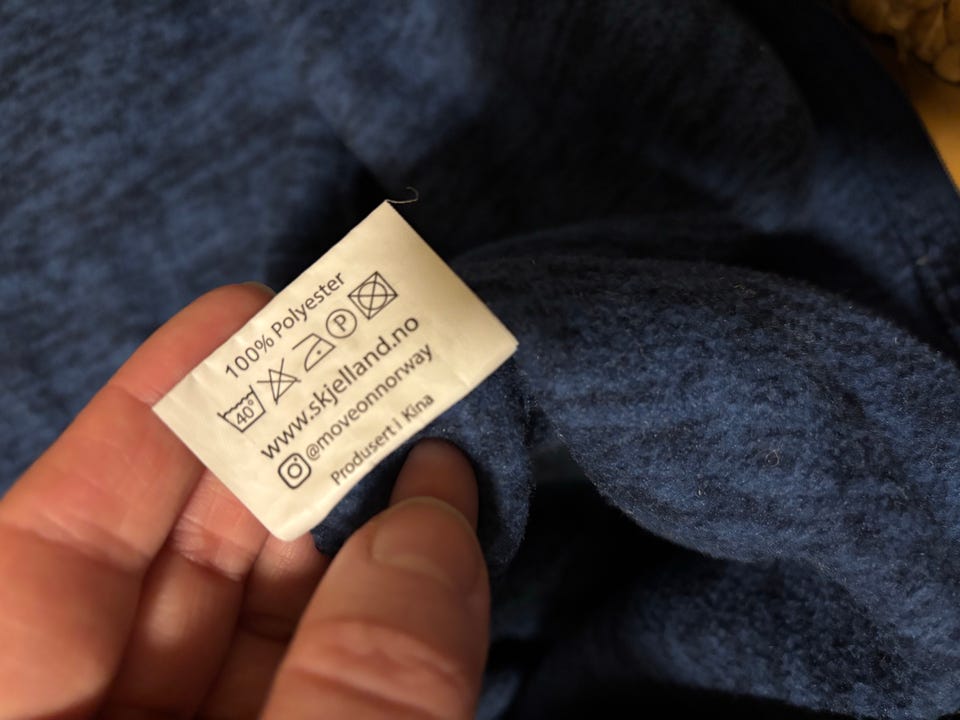 100% Polyester
40° P
www.skjelland.no
@moveonnorway
Produsert i Kina